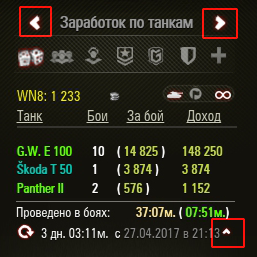 Заработок по танкам
WN8: 1 233
Танк Бои За бой Доход
G.W. E 100 10 ( 14 825 ) 148 250
Škoda T 50 1 ( 3 874 ) 3 874
Panther II 2 ( 576 ) 1 152
Проведено в боях: 37:07м. ( 07:51м.)
3 дн. 03:11м. с 27.04.2017 в 21:13